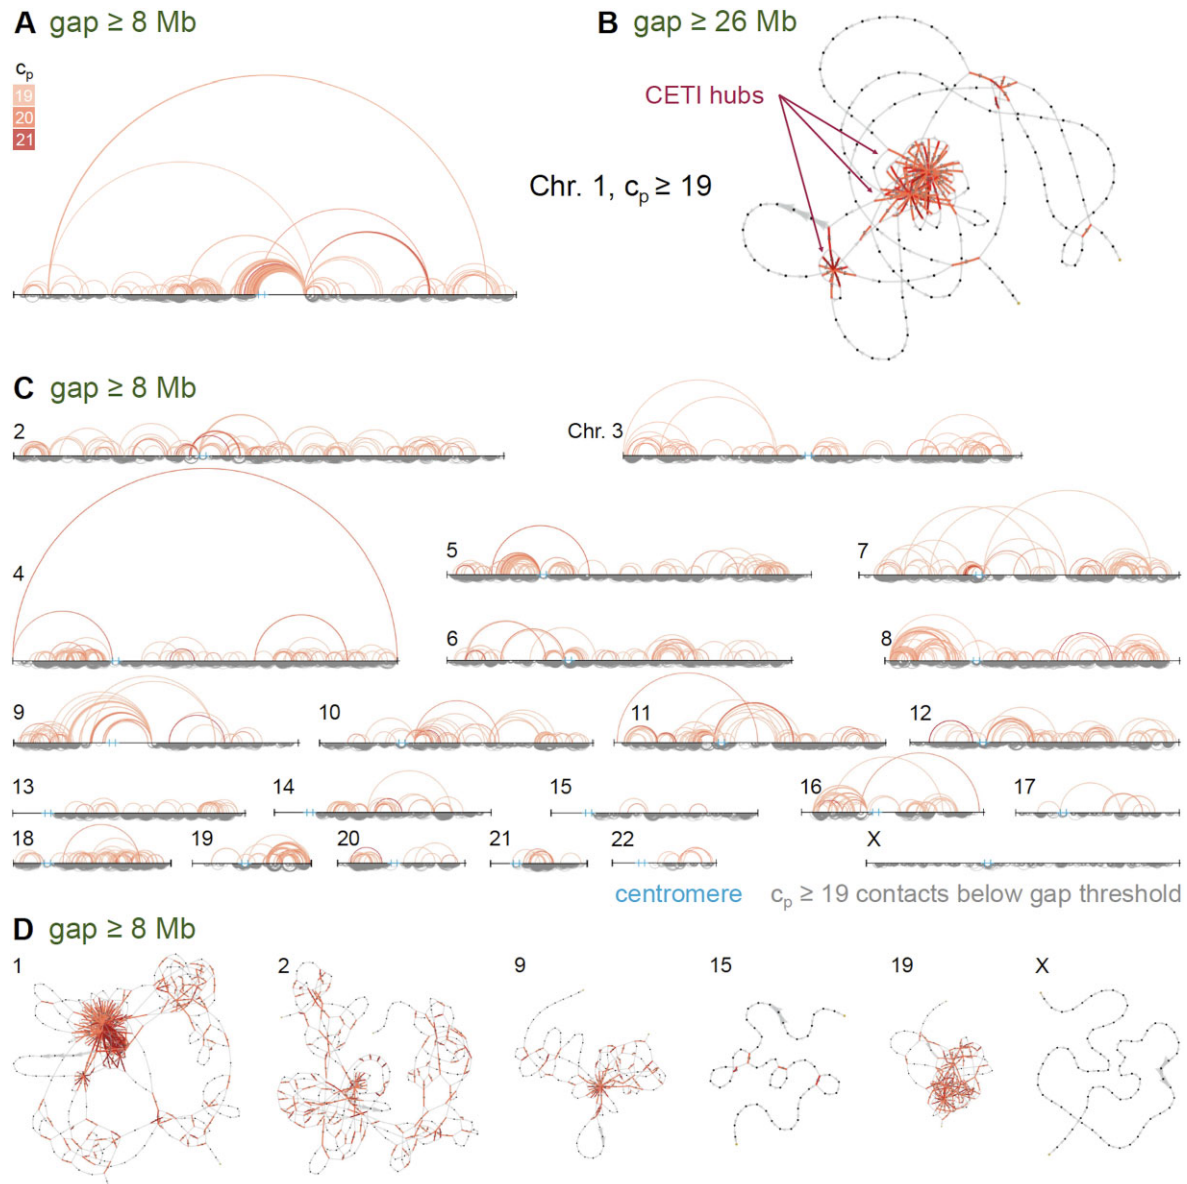 A gap ≥ 8 Mb
B gap ≥ 26 Mb
cp
19
20
21
CETI hubs
Chr. 1, cp ≥ 19
C gap ≥ 8 Mb
2
Chr. 3
4
5
7
6
8
9
10
11
12
13
14
15
16
17
18
19
20
21
22
X
centromere
cp ≥ 19 contacts below gap threshold
D gap ≥ 8 Mb
1
2
9
15
19
X